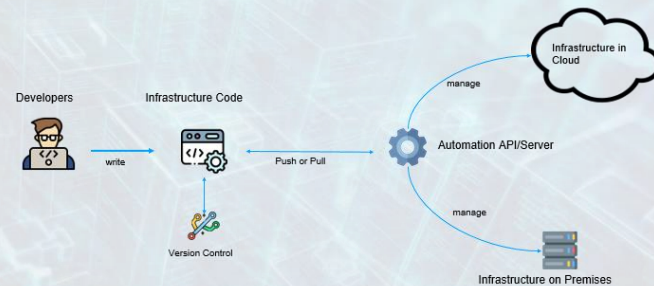 Infrastructure in
Cloud
manage
Developers
Infrastructure Code
write
Push or Pull
Automation API/Server
Version Control
manage
Infrastructure on Premises